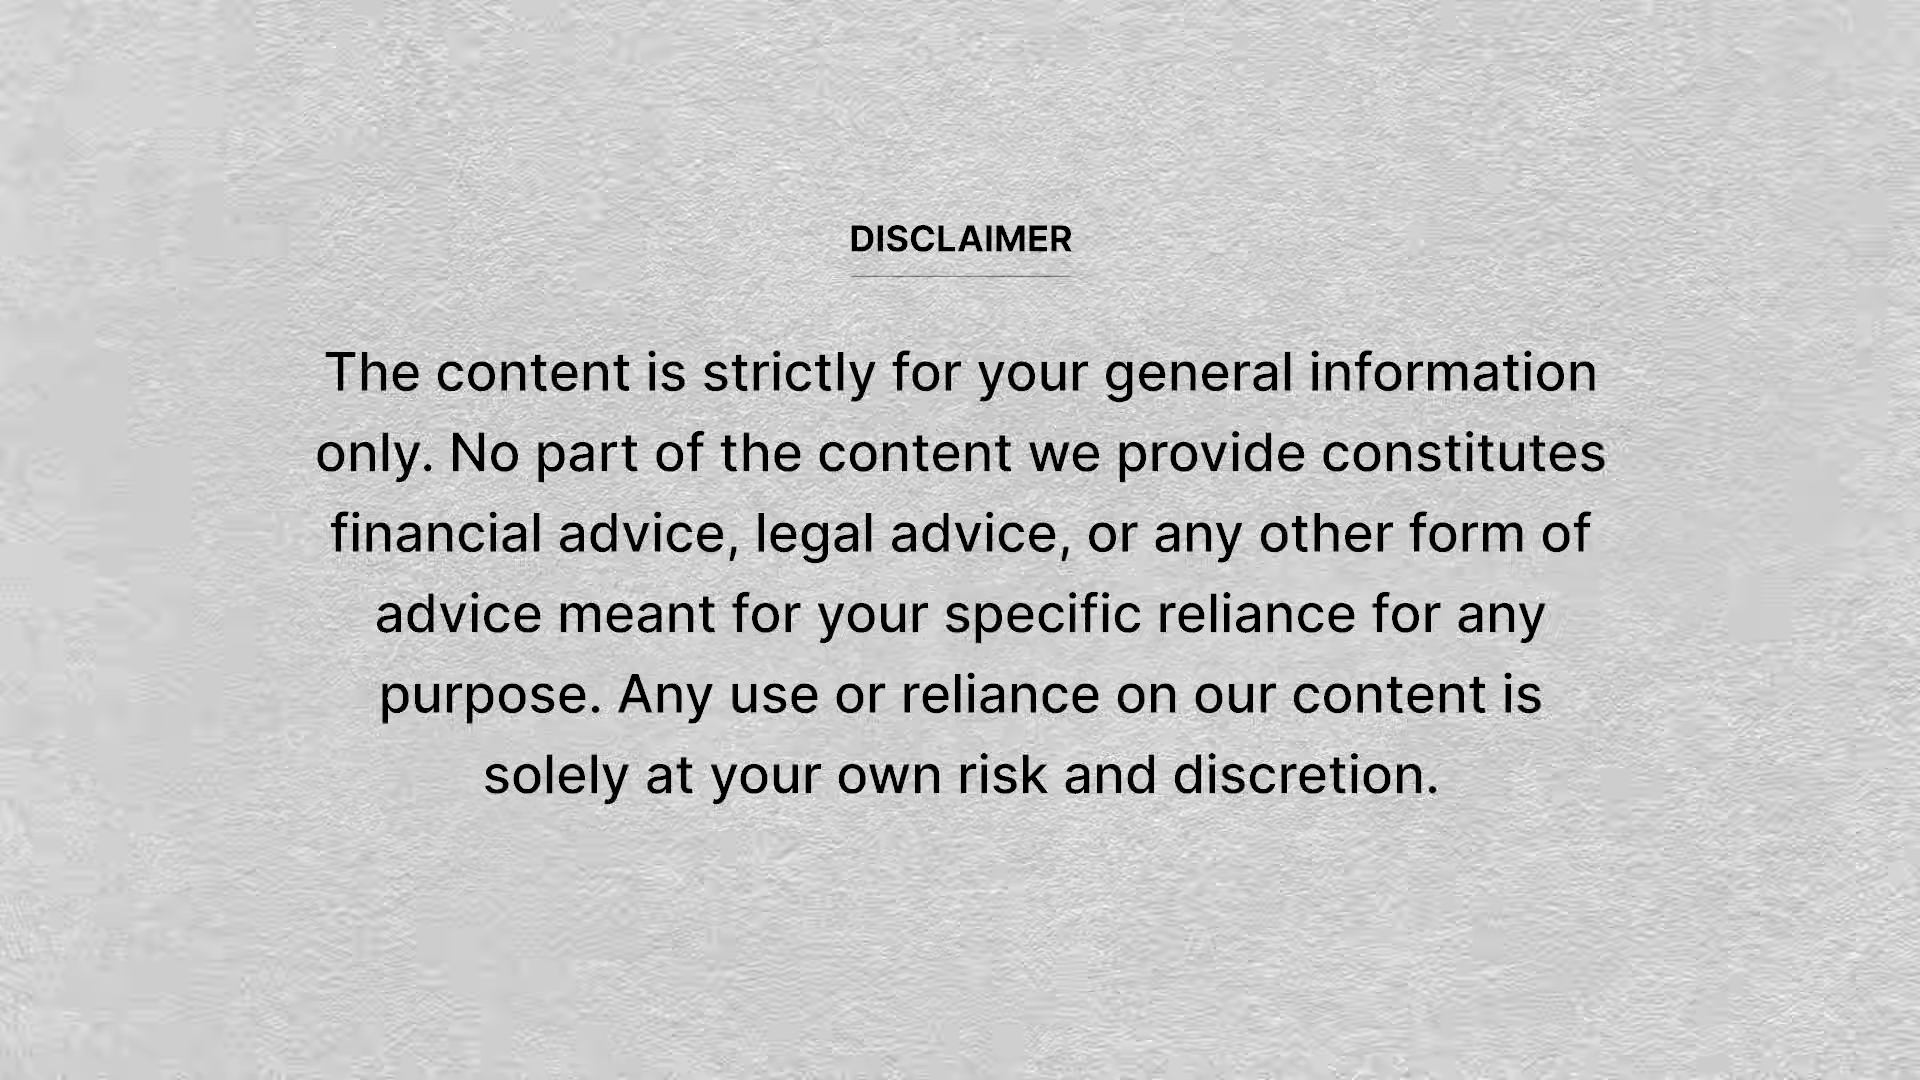 DISCLAIMER
The content is strictly for your general information
only. No part of the content we provide constitutes
financial advice, legal advice, or any other form of
advice meant for your specific reliance for any
purpose. Any use or reliance on our content is
solely at your own risk and discretion.